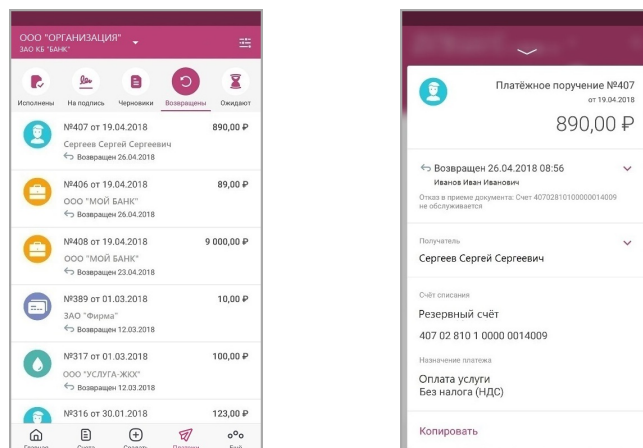 ООО "ОРГАНИЗАЦИЯ"
ЗАО КБ "БАНК"
Исполнены
На подпись
Черновики
Возвращены
Ожидают
№407 от 19.04.2018 890,00 ₽
Сергеев Сергей Сергеевич
Возвращен 26.04.2018
№406 от 19.04.2018 89,00 ₽
ООО "МОЙ БАНК"
Возвращен 26.04.2018
№408 от 19.04.2018 9 000,00 ₽
ООО "МОЙ БАНК"
Возвращен 23.04.2018
№389 от 01.03.2018 10,00 ₽
ЗАО "Фирма"
Возвращен 12.03.2018
№317 от 01.03.2018 100,00 ₽
ООО "УСЛУГА-ЖКХ"
Возвращен 12.03.2018
№316 от 30.01.2018 123,00 ₽
Главная
Счета
Создать
Платежи
Ещё
Платёжное поручение №407
от 19.04.2018
890,00 ₽
Возвращен 26.04.2018 08:56
Иванов Иван Иванович
Отказ в приеме документа: Счет 40702810100000014009
не обслуживается
Получатель
Сергеев Сергей Сергеевич
Счёт списания
Резервный счёт
407 02 810 1 0000 0014009
Назначение платежа
Оплата услуги
Без налога (НДС)
Копировать